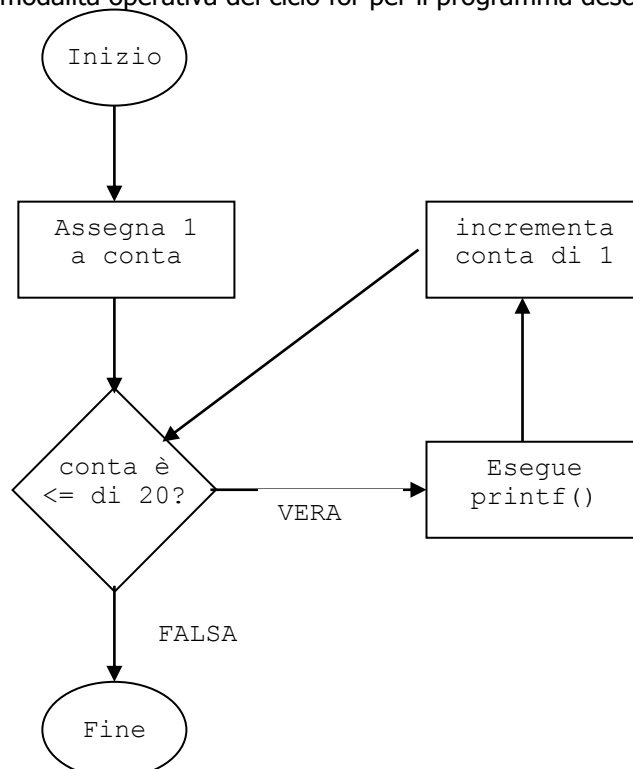 modalità operativa del ciclo for per il programma
Inizio
Assegna 1
a conta
incrementa
conta di 1
conta è
<= di 20?
VERA
Esegue
printf()
FALSA
Fine